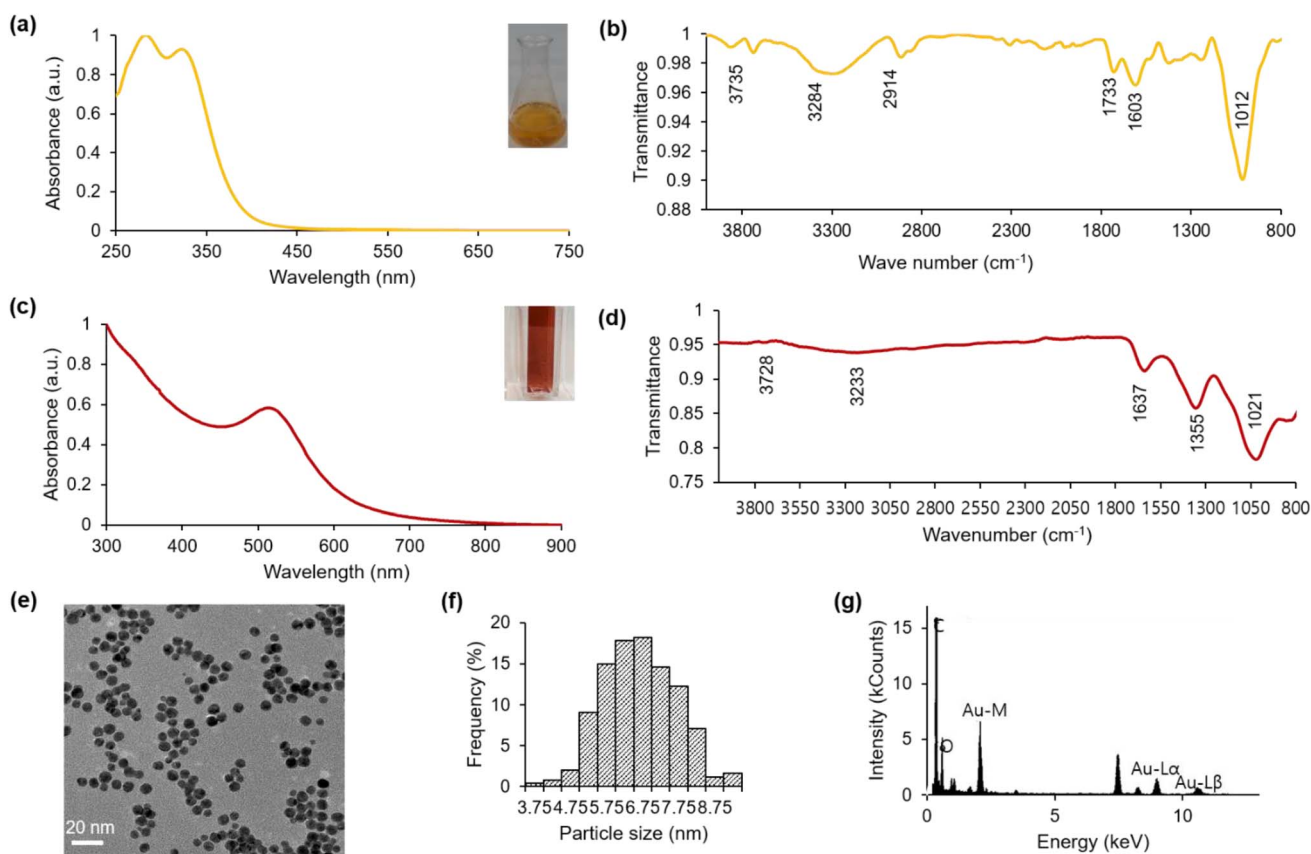 (a)
Absorbance (a.u.)
1
0.8
0.6
0.4
0.2
0
250 350 450 550 650 750
Wavelength (nm)
(b)
Transmittance
1
0.98
0.96
0.94
0.92
0.9
0.88
3735
3284
2914
1733
1603
1012
3800 3300 2800 2300 1800 1300 800
Wave number (cm⁻¹)
(c)
Absorbance (a.u.)
1
0.8
0.6
0.4
0.2
0
300 400 500 600 700 800 900
Wavelength (nm)
(d)
Transmittance
1
0.95
0.9
0.85
0.8
0.75
3728
3233
1637
1355
1021
3800 3550 3300 3050 2800 2550 2300 2050 1800 1550 1300 1050 800
Wavenumber (cm⁻¹)
(e)
20 nm
(f)
Frequency (%)
20
15
10
5
0
3.75 4.75 5.75 6.75 7.75 8.75
Particle size (nm)
(g)
Intensity (kCounts)
15
10
5
0
C
O
Au-M
Au-Lα
Au-Lβ
0 5 10
Energy (keV)